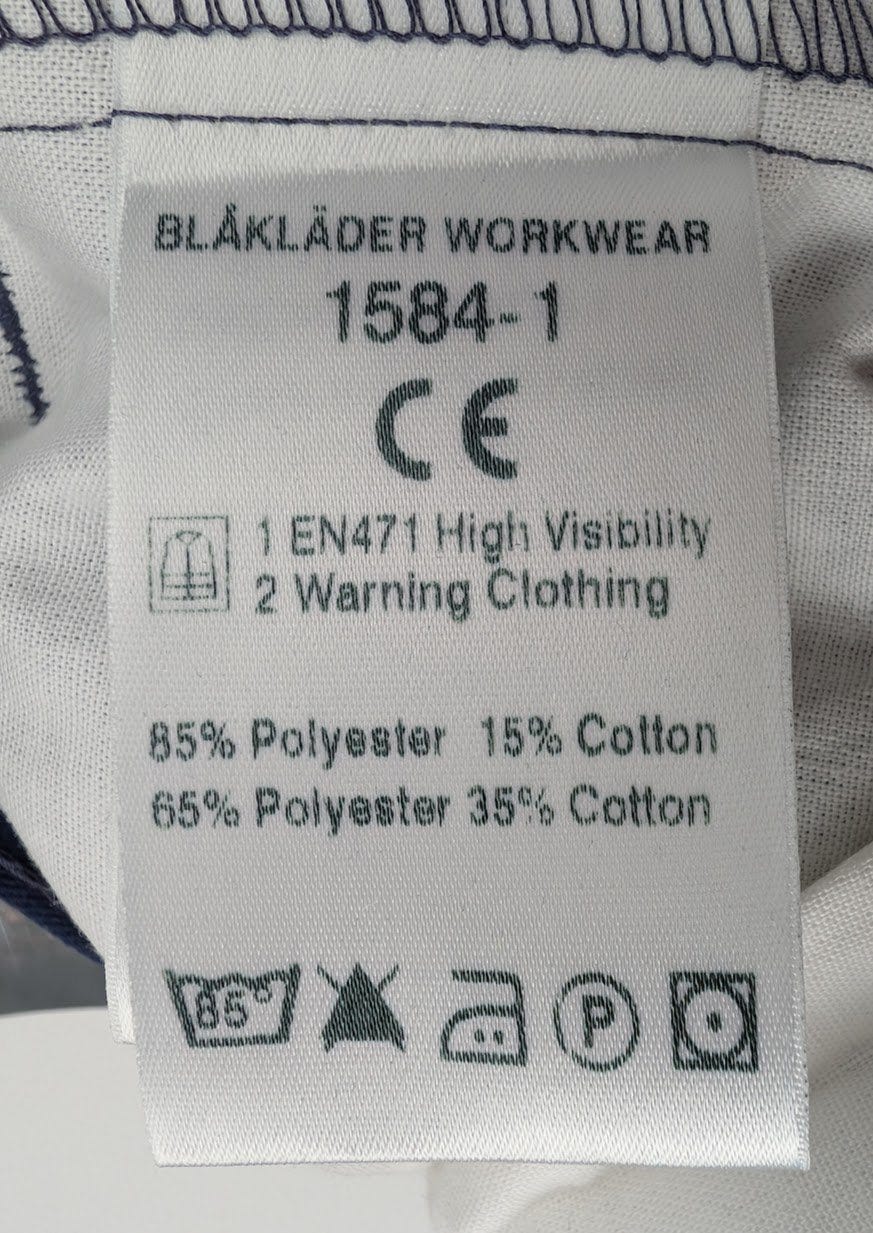 BLÅKLÄDER WORKWEAR
1584-1
CE
1 EN471 High Visibility
2 Warning Clothing
85% Polyester 15% Cotton
65% Polyester 35% Cotton
85° P